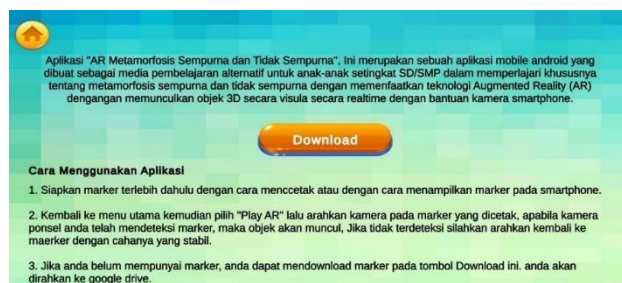 Aplikasi "AR Metamorfosis Sempurna dan Tidak Sempurna", Ini merupakan sebuah aplikasi mobile android yang
dibuat sebagai media pembelajaran alternatif untuk anak-anak setingkat SD/SMP dalam memperlajari khususnya
tentang metamorfosis sempurna dan tidak sempurna dengan memenfaatkan teknologi Augmented Reality (AR)
dengangan memunculkan objek 3D secara visula secara realtime dengan bantuan kamera smartphone.
Download
Cara Menggunakan Aplikasi
1. Siapkan marker terlebih dahulu dengan cara menccetak atau dengan cara menampilkan marker pada smartphone.
2. Kembali ke menu utama kemudian pilih "Play AR" lalu arahkan kamera pada marker yang dicetak, apabila kamera
ponsel anda telah mendeteksi marker, maka objek akan muncul, Jika tidak terdeteksi silahkan arahkan kembali ke
maerker dengan cahanya yang stabil.
3. Jika anda belum mempunyai marker, anda dapat mendownload marker pada tombol Download ini. anda akan
dirahkan ke google drive.